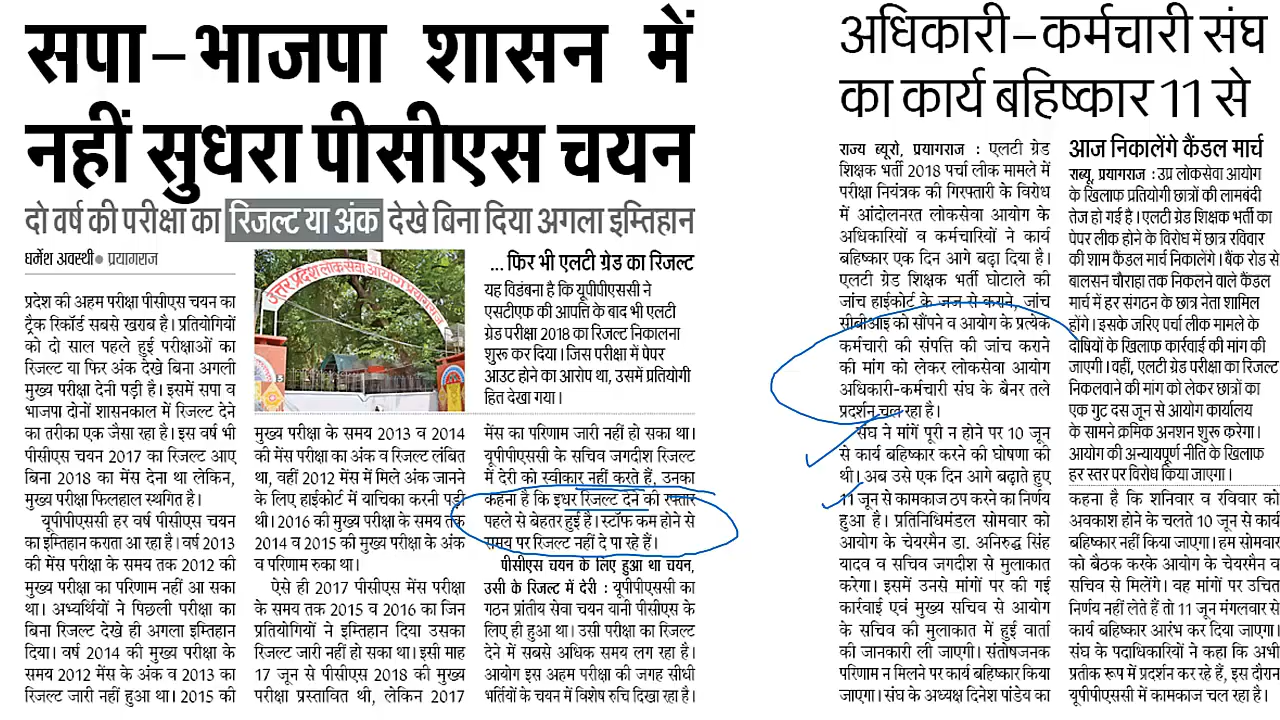 सपा-भाजपा शासन में
नहीं सुधरा पीसीएस चयन
दो वर्ष की परीक्षा का रिजल्ट या अंक देखे बिना दिया अगला इम्तिहान
धर्मेश अवस्थी● प्रयागराज
प्रदेश की अहम परीक्षा पीसीएस चयन का
ट्रैक रिकॉर्ड सबसे खराब है। प्रतियोगियों
को दो साल पहले हुई परीक्षाओं का
रिजल्ट या फिर अंक देखे बिना अगली
मुख्य परीक्षा देनी पड़ी है। इसमें सपा व
भाजपा दोनों शासनकाल में रिजल्ट देने
का तरीका एक जैसा रहा है। इस वर्ष भी
पीसीएस चयन 2017 का रिजल्ट आए
बिना 2018 का मेंस देना था लेकिन,
मुख्य परीक्षा फिलहाल स्थगित है।
यूपीपीएससी हर वर्ष पीसीएस चयन
का इम्तिहान कराता आ रहा है। वर्ष 2013
की मेंस परीक्षा का समय तक 2012 की
मुख्य परीक्षा का परिणाम नहीं आ सका
था। अभ्यर्थियों ने पिछली परीक्षा का
बिना रिजल्ट देखे ही अगला इम्तिहान
दिया। वर्ष 2014 की मुख्य परीक्षा के
समय 2012 मेंस के अंक व 2013 का
रिजल्ट जारी नहीं हुआ था। 2015 की
उत्तर प्रदेश लोक सेवा आयोग प्रयागराज
मुख्य परीक्षा के समय 2013 व 2014
की मेंस परीक्षा का अंक व रिजल्ट लंबित
था, वहीं 2012 मेंस में मिले अंक जानने
के लिए हाईकोर्ट में याचिका करनी पड़ी
थी। 2016 की मुख्य परीक्षा के समय तक
2014 व 2015 की मुख्य परीक्षा के अंक
व परिणाम रुका था।
ऐसे ही 2017 पीसीएस मेंस परीक्षा
के समय तक 2015 व 2016 का जिन
प्रतियोगियों ने इम्तिहान दिया उसका
रिजल्ट जारी नहीं हो सका था। इसी माह
17 जून से पीसीएस 2018 की मुख्य
परीक्षा प्रस्तावित थी, लेकिन 2017
... फिर भी एलटी ग्रेड का रिजल्ट
यह विडंबना है कि यूपीपीएससी ने
एसटीएफ की आपत्ति के बाद भी एलटी
ग्रेड परीक्षा 2018 का रिजल्ट निकालना
शुरू कर दिया। जिस परीक्षा में पेपर
आउट होने का आरोप था, उसमें प्रतियोगी
हित देखा गया।
मेंस का परिणाम जारी नहीं हो सका था।
यूपीपीएससी के सचिव जगदीश रिजल्ट
में देरी को स्वीकार नहीं करते हैं, उनका
कहना है कि इधर रिजल्ट देने की रफ्तार
पहले से बेहतर हुई है। स्टॉफ कम होने से
समय पर रिजल्ट नहीं दे पा रहे हैं।
पीसीएस चयन के लिए हुआ था चयन,
उसी के रिजल्ट में देरी : यूपीपीएससी का
गठन प्रांतीय सेवा चयन यानी पीसीएस के
लिए ही हुआ था। उसी परीक्षा का रिजल्ट
देने में सबसे अधिक समय लग रहा है।
आयोग इस अहम परीक्षा की जगह सीधी
भर्तियों के चयन में विशेष रुचि दिखा रहा है।
अधिकारी-कर्मचारी संघ
का कार्य बहिष्कार 11 से
राज्य ब्यूरो, प्रयागराज : एलटी ग्रेड
शिक्षक भर्ती 2018 पर्चा लीक मामले में
परीक्षा नियंत्रक की गिरफ्तारी के विरोध
में आंदोलनरत लोकसेवा आयोग के
अधिकारियों व कर्मचारियों ने कार्य
बहिष्कार एक दिन आगे बढ़ा दिया है।
एलटी ग्रेड शिक्षक भर्ती घोटाले की
जांच हाईकोर्ट के जज से कराने, जांच
सीबीआइ को सौंपने व आयोग के प्रत्येक
कर्मचारी की संपत्ति की जांच कराने
की मांग को लेकर लोकसेवा आयोग
अधिकारी-कर्मचारी संघ के बैनर तले
प्रदर्शन चल रहा है।
संघ ने मांगें पूरी न होने पर 10 जून
से कार्य बहिष्कार करने की घोषणा की
थी। अब उसे एक दिन आगे बढ़ाते हुए
11 जून से कामकाज ठप करने का निर्णय
हुआ है। प्रतिनिधिमंडल सोमवार को
आयोग के चेयरमैन डा. अनिरुद्ध सिंह
यादव व सचिव जगदीश से मुलाकात
करेगा। इसमें उनसे मांगों पर की गई
कार्रवाई एवं मुख्य सचिव से आयोग
के सचिव की मुलाकात में हुई वार्ता
की जानकारी ली जाएगी। संतोषजनक
परिणाम न मिलने पर कार्य बहिष्कार किया
जाएगा। संघ के अध्यक्ष दिनेश पांडेय का
आज निकालेंगे कैंडल मार्च
राब्यू, प्रयागराज : उप्र लोकसेवा आयोग
के खिलाफ प्रतियोगी छात्रों की लामबंदी
तेज हो गई है। एलटी ग्रेड शिक्षक भर्ती का
पेपर लीक होने के विरोध में छात्र रविवार
की शाम कैंडल मार्च निकालेंगे। बैंक रोड से
बालसन चौराहा तक निकलने वाले कैंडल
मार्च में हर संगठन के छात्र नेता शामिल
होंगे। इसके जरिए पर्चा लीक मामले के
दोषियों के खिलाफ कार्रवाई की मांग की
जाएगी। वहीं, एलटी ग्रेड परीक्षा का रिजल्ट
निकलवाने की मांग को लेकर छात्रों का
एक गुट दस जून से आयोग कार्यालय
के सामने क्रमिक अनशन शुरू करेगा।
आयोग की अन्यायपूर्ण नीति के खिलाफ
हर स्तर पर विरोध किया जाएगा।
कहना है कि शनिवार व रविवार को
अवकाश होने के चलते 10 जून से कार्य
बहिष्कार नहीं किया जाएगा। हम सोमवार
को बैठक करके आयोग के चेयरमैन व
सचिव से मिलेंगे। वह मांगों पर उचित
निर्णय नहीं लेते हैं तो 11 जून मंगलवार से
कार्य बहिष्कार आरंभ कर दिया जाएगा।
संघ के पदाधिकारियों ने कहा कि अभी
प्रतीक रूप में प्रदर्शन कर रहे हैं, इस दौरान
यूपीपीएससी में कामकाज चल रहा है।